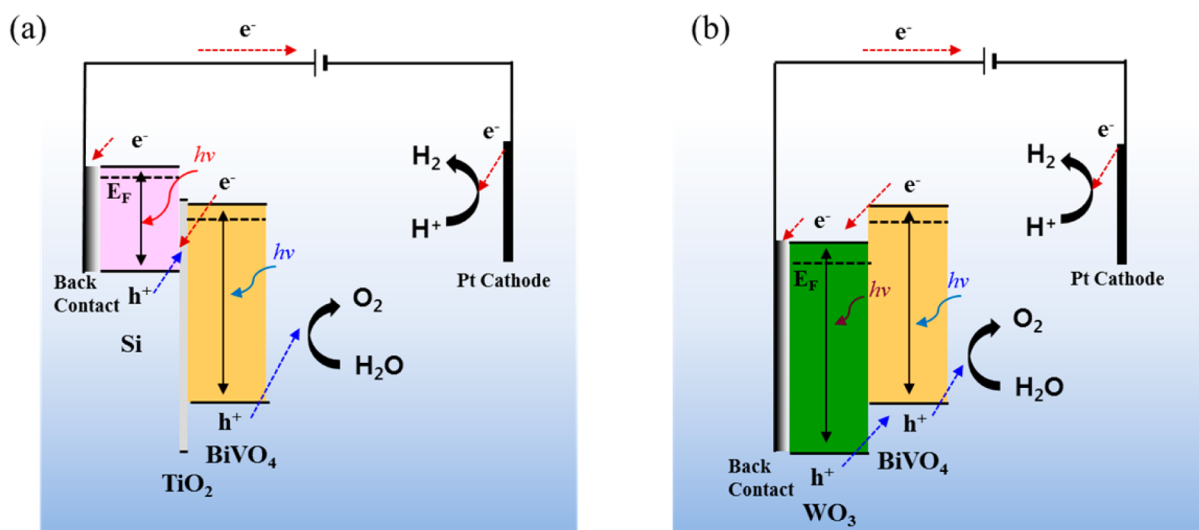 (a)
e⁻
e⁻
hν
E_F
e⁻
hν
Back
Contact
h⁺
Si
h⁺
BiVO₄
TiO₂
O₂
H₂O
e⁻
H₂
H⁺
Pt Cathode
(b)
e⁻
e⁻
e⁻
E_F
hν
hν
Back
Contact
h⁺
WO₃
h⁺
BiVO₄
O₂
H₂O
e⁻
H₂
H⁺
Pt Cathode